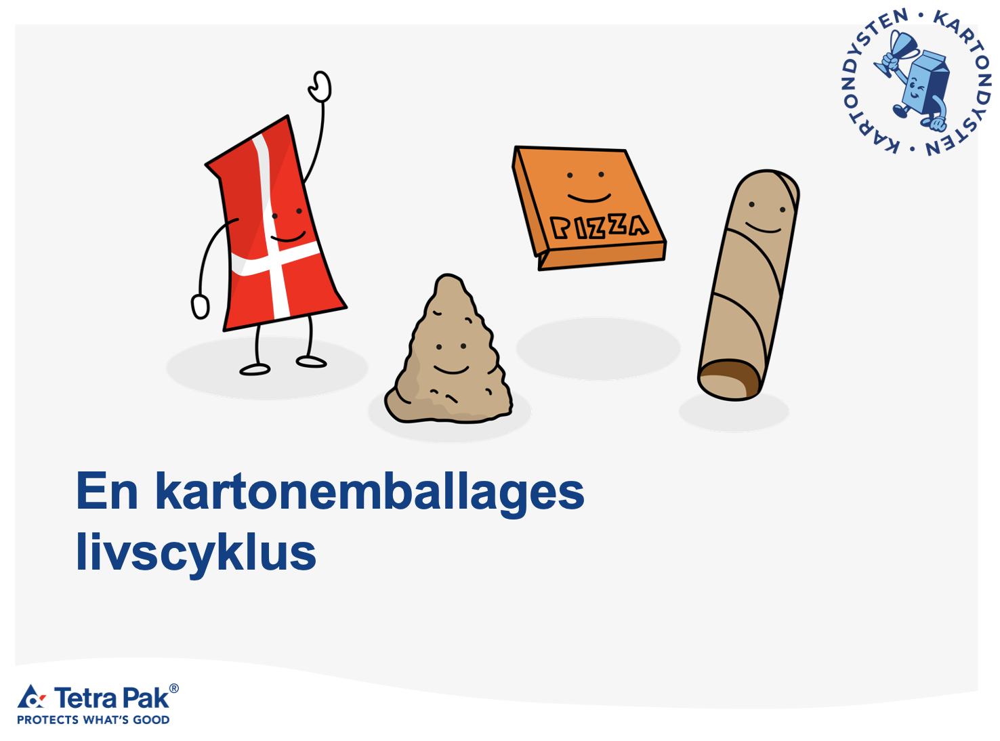 KARTONDYSTEN • KARTONDYSTEN •
PIZZA
En kartonemballages
livscyklus
Tetra Pak®
PROTECTS WHAT'S GOOD